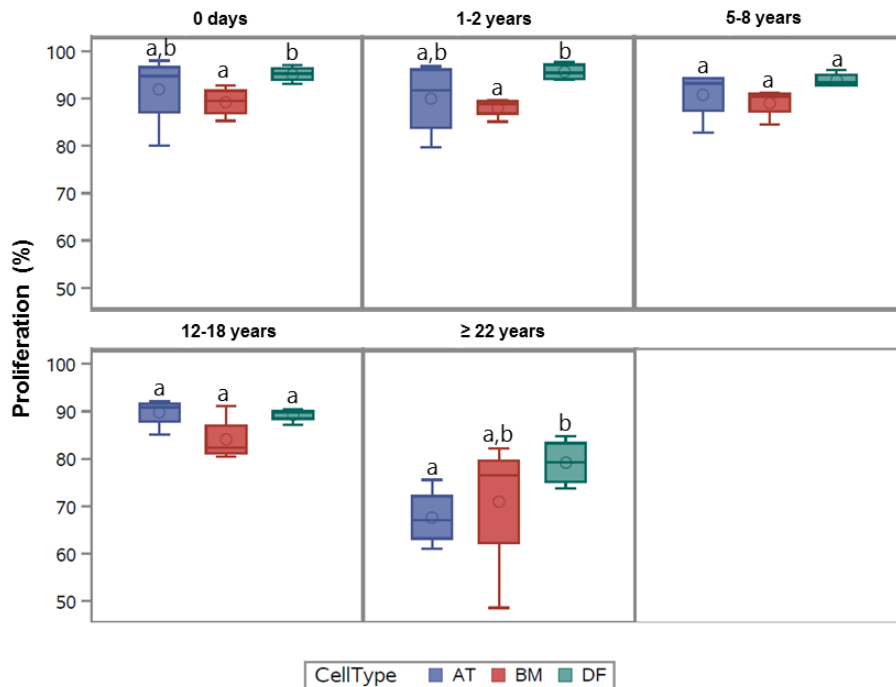 0 days 1-2 years 5-8 years
a,b a b a,b a b a a a
100
90
80
70
60
50
Proliferation (%)
12-18 years ≥ 22 years
a a a a a,b b
100
90
80
70
60
50
CellType AT BM DF